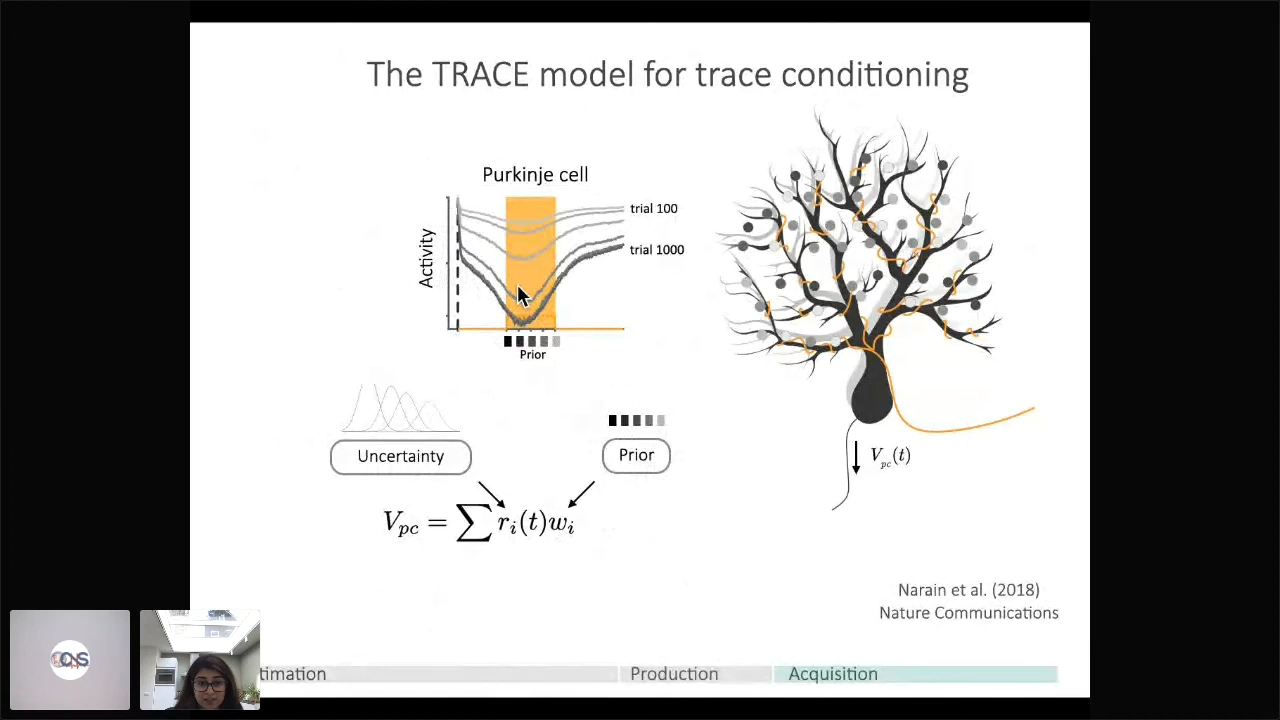 The TRACE model for trace conditioning
Purkinje cell
trial 100
trial 1000
Activity
Prior
Uncertainty
Prior
V_pc = ∑ r_i(t)w_i
V_pc(t)
Narain et al. (2018)
Nature Communications
timation
Production
Acquisition